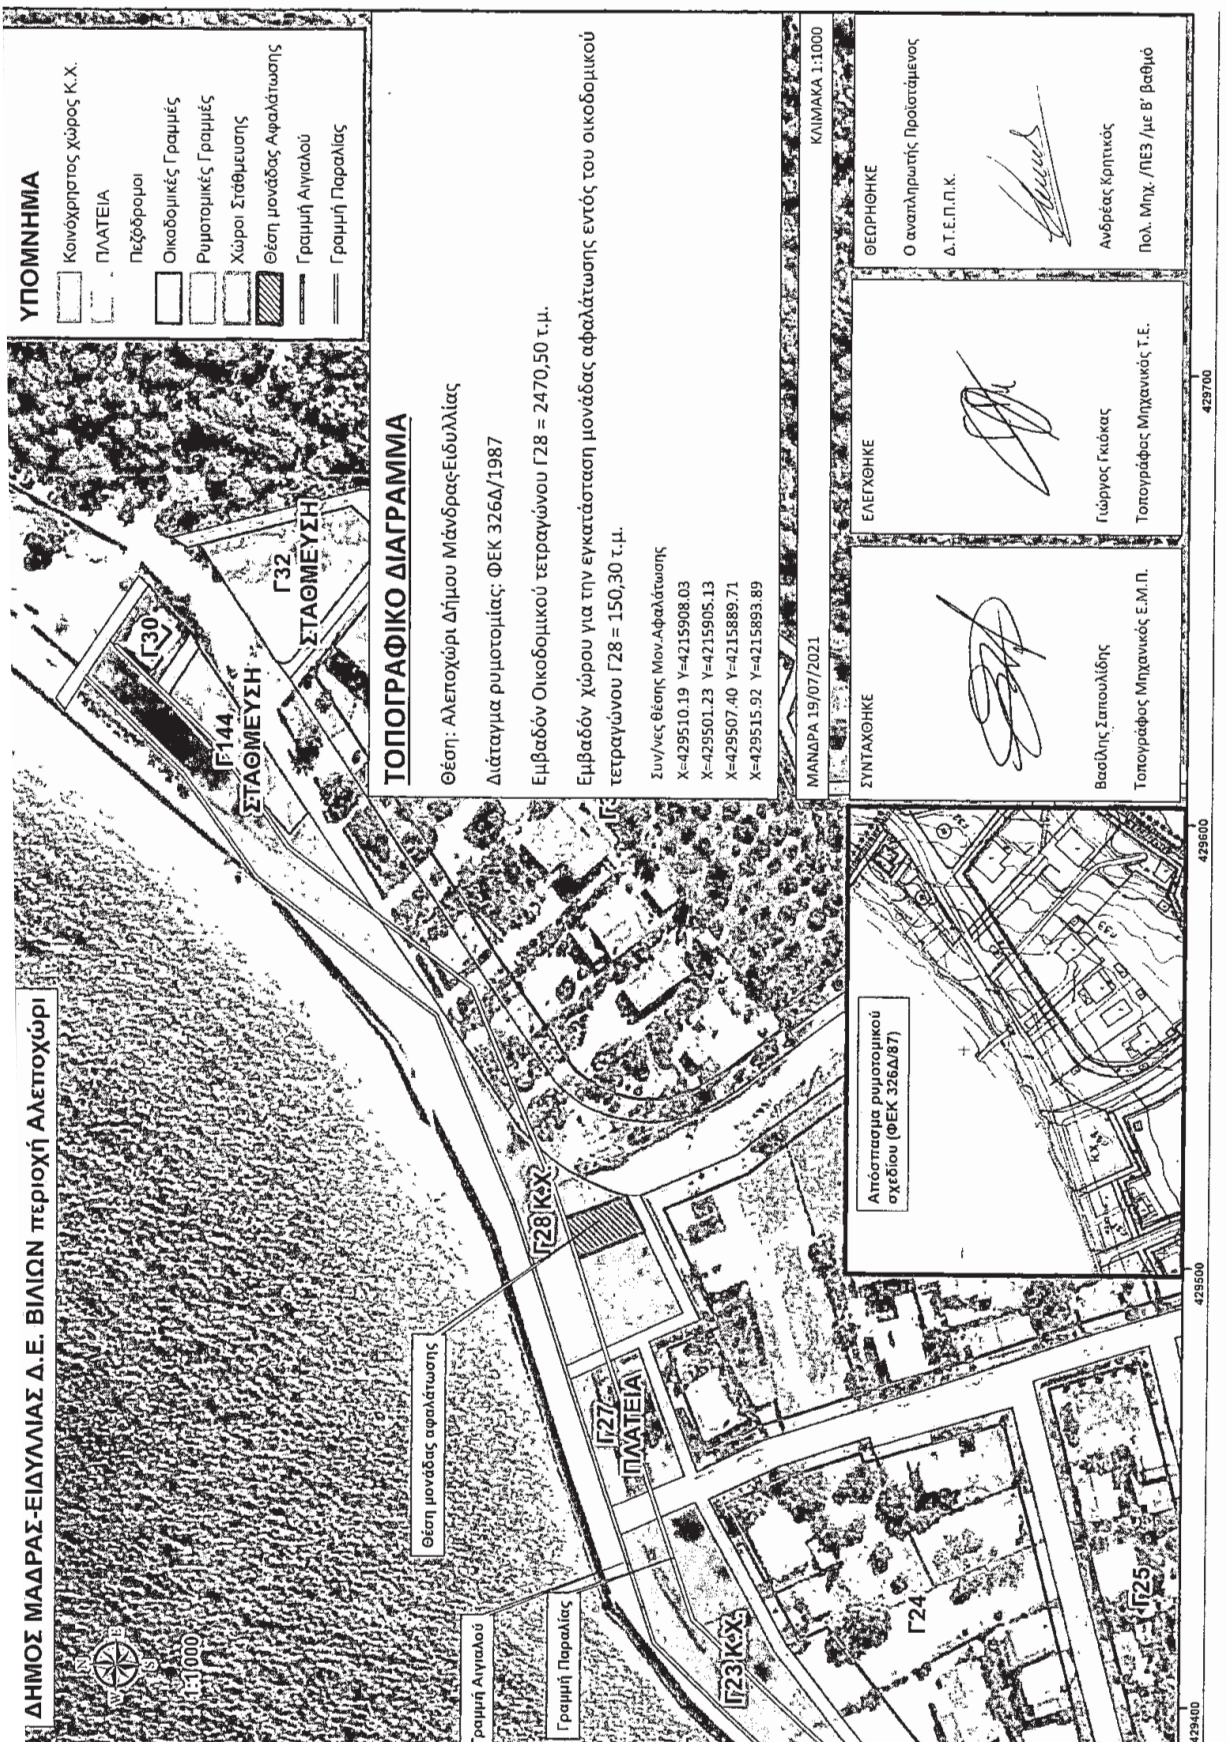 ΔΗΜΟΣ ΜΑΔΡΑΣ-ΕΙΔΥΛΛΙΑΣ Δ.Ε. ΒΙΛΙΩΝ περιοχή Αλεποχώρι
N
W
E
S
1:1000
ΥΠΟΜΝΗΜΑ
Κοινόχρηστος χώρος Κ.Χ.
ΠΛΑΤΕΙΑ
Πεζόδρομοι
Οικοδομικές Γραμμές
Ρυμοτομικές Γραμμές
Χώροι Στάθμευσης
Θέση μονάδας Αφαλάτωσης
Γραμμή Αιγιαλού
Γραμμή Παραλίας
Γ30
Γ32
ΣΤΑΘΜΕΥΣΗ
Γ144
ΣΤΑΘΜΕΥΣΗ
Γ28 Κ.Χ.
Θέση μονάδας αφαλάτωσης
Γ27
ΠΛΑΤΕΙΑ
Γραμμή Αιγιαλού
Γραμμή Παραλίας
Γ23 Κ.Χ.
Γ24
Γ25
ΤΟΠΟΓΡΑΦΙΚΟ ΔΙΑΓΡΑΜΜΑ
Θέση: Αλεποχώρι Δήμου Μάνδρας-Ειδυλλίας
Διάταγμα ρυμοτομίας: ΦΕΚ 326Δ/1987
Εμβαδόν Οικοδομικού τετραγώνου Γ28 = 2470,50 τ.μ.
Εμβαδόν χώρου για την εγκατάσταση μονάδας αφαλάτωσης εντός του οικοδομικού
τετραγώνου Γ28 = 150,30 τ.μ.
Συν/νες θέσης Μον.Αφαλάτωσης
X=429510.19 Y=4215908.03
X=429501.23 Y=4215905.13
X=429507.40 Y=4215889.71
X=429515.92 Y=4215893.89
ΜΑΝΔΡΑ 19/07/2021
ΚΛΙΜΑΚΑ 1:1000
ΣΥΝΤΑΧΘΗΚΕ
Βασίλης Σαπουλίδης
Τοπογράφος Μηχανικός Ε.Μ.Π.
ΕΛΕΓΧΘΗΚΕ
Γιώργος Γκιόκας
Τοπογράφος Μηχανικός Τ.Ε.
ΘΕΩΡΗΘΗΚΕ
Ο αναπληρωτής Προϊστάμενος
Δ.Τ.Ε.Π.Π.Κ.
Ανδρέας Κρητικός
Πολ. Μηχ. /ΠΕ3 /με Β' βαθμό
Απόσπασμα ρυμοτομικού
σχεδίου (ΦΕΚ 326Δ/87)
429400
429500
429600
429700